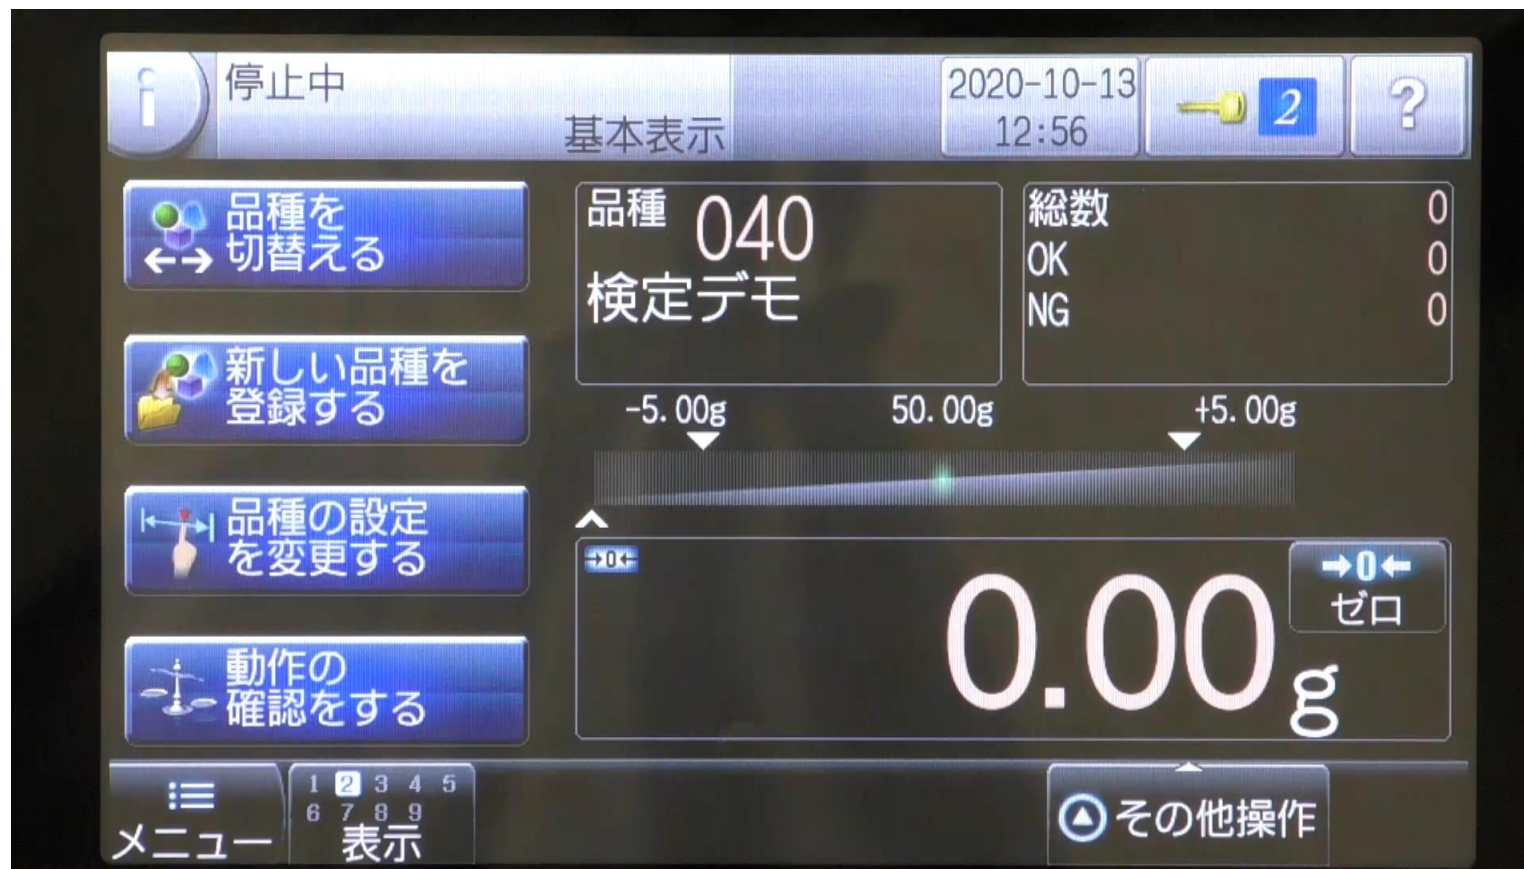 i
停止中
基本表示
2020-10-13
12:56
2
?
品種を
切替える
新しい品種を
登録する
品種の設定
を変更する
動作の
確認をする
品種 040
検定デモ
総数 0
OK 0
NG 0
-5.00g 50.00g +5.00g
→0←
0.00g
→0←
ゼロ
メニュー
1 2 3 4 5
6 7 8 9
表示
その他操作